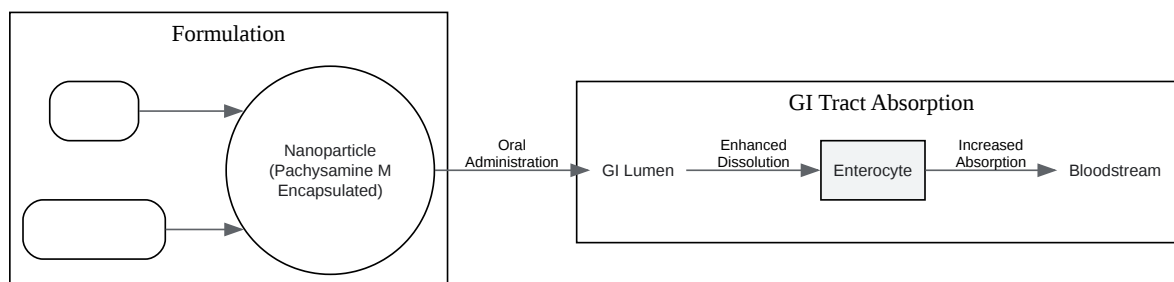 Formulation
Nanoparticle
(Pachysamine M
Encapsulated)
Oral
Administration
GI Tract Absorption
GI Lumen
Enhanced
Dissolution
Enterocyte
Increased
Absorption
Bloodstream